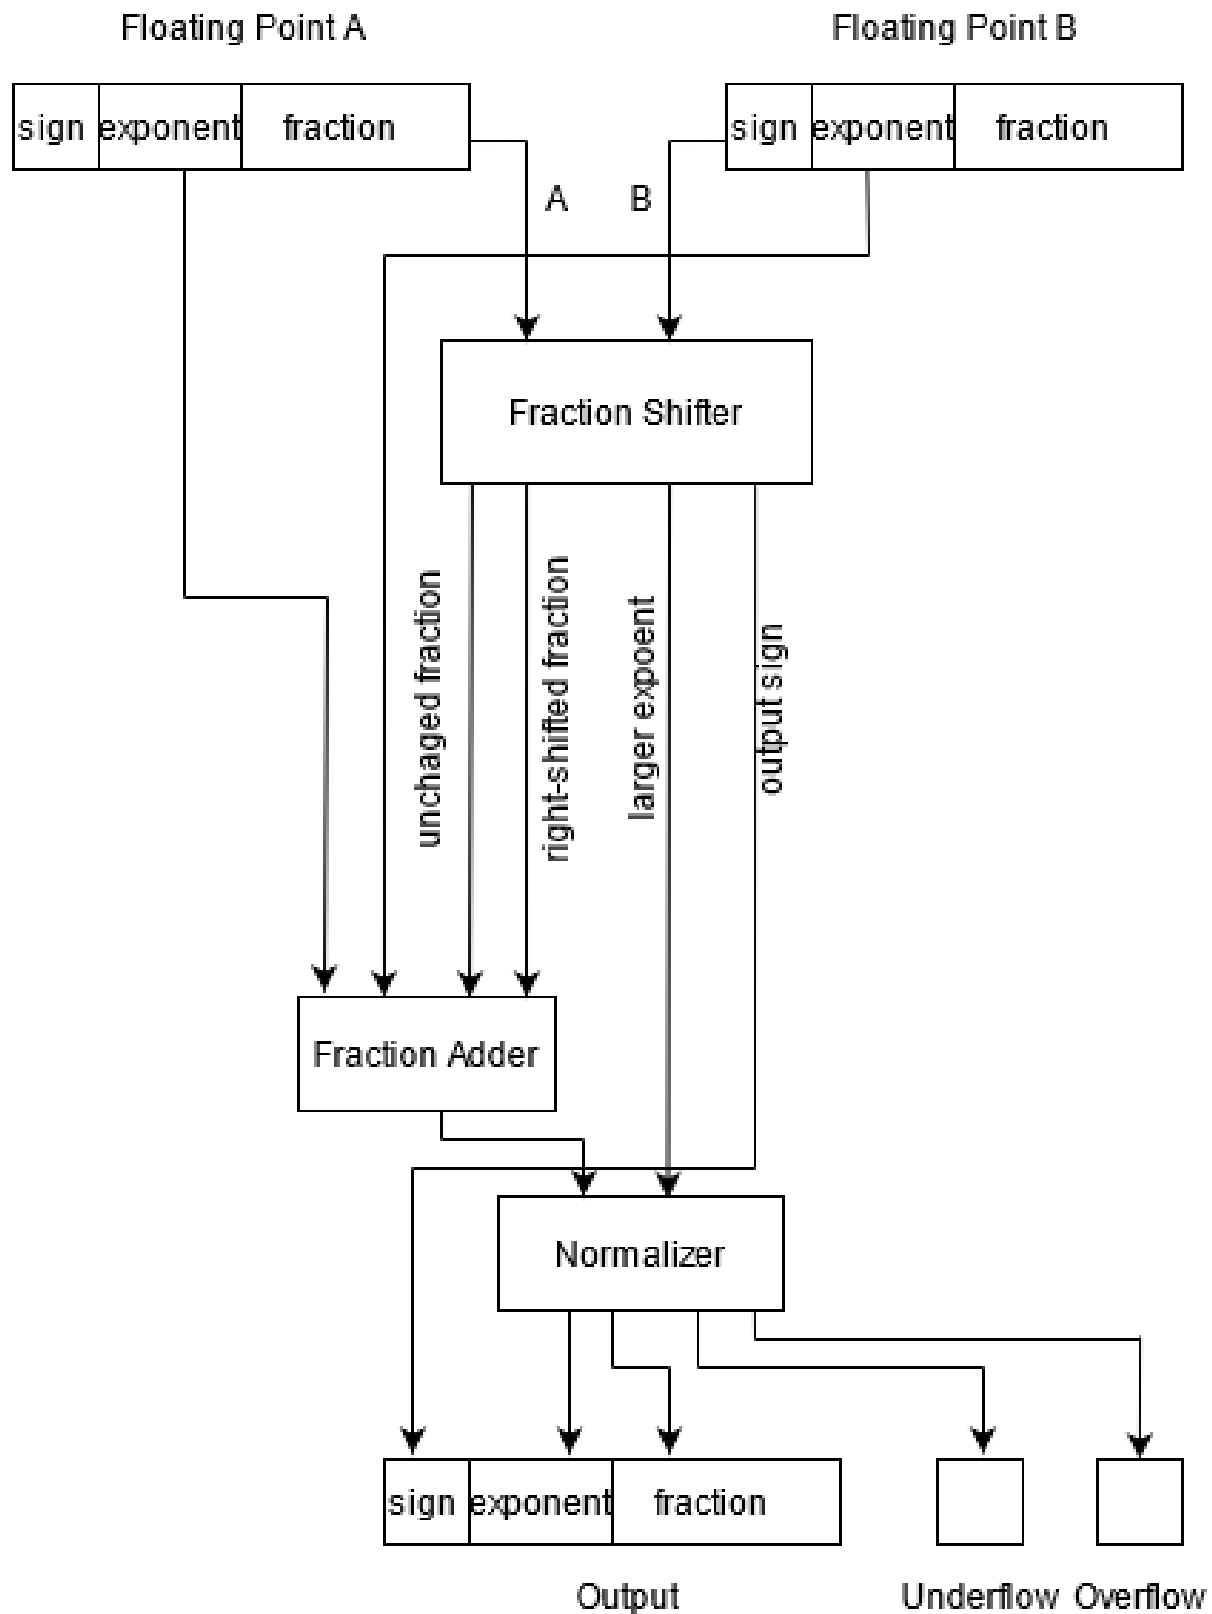 Floating Point A
Floating Point B
sign exponent fraction
sign exponent fraction
A
B
Fraction Shifter
unchaged fraction
right-shifted fraction
larger expoent
output sign
Fraction Adder
Normalizer
sign exponent fraction
Output
Underflow
Overflow